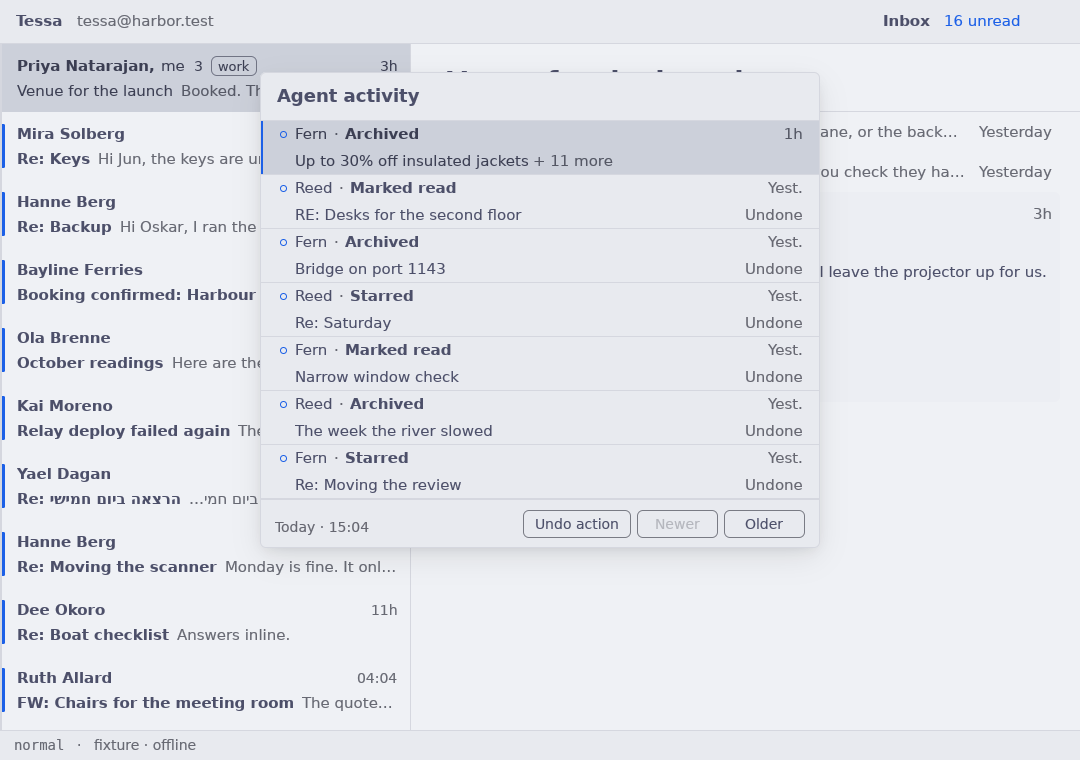 Tessa tessa@harbor.test Inbox 16 unread
Priya Natarajan, me 3 work 3h
Venue for the launch Booked.
Mira Solberg
Re: Keys Hi Jun, the keys are
Hanne Berg
Re: Backup Hi Oskar, I ran the
Bayline Ferries
Booking confirmed: Harbour
Ola Brenne
October readings Here are the
Kai Moreno
Relay deploy failed again The
Yael Dagan
Re: הרצאה ביום חמישי ביום חמי…
Hanne Berg
Re: Moving the scanner Monday is fine. It onl…
Dee Okoro 11h
Re: Boat checklist Answers inline.
Ruth Allard 04:04
FW: Chairs for the meeting room The quote…
Agent activity
Fern · Archived 1h
Up to 30% off insulated jackets + 11 more
Reed · Marked read Yest.
RE: Desks for the second floor Undone
Fern · Archived Yest.
Bridge on port 1143 Undone
Reed · Starred Yest.
Re: Saturday Undone
Fern · Marked read Yest.
Narrow window check Undone
Reed · Archived Yest.
The week the river slowed Undone
Fern · Starred Yest.
Re: Moving the review Undone
Today · 15:04 Undo action Newer Older
or the back… Yesterday
you check they ha… Yesterday
3h
I leave the projector up for us.
normal · fixture · offline